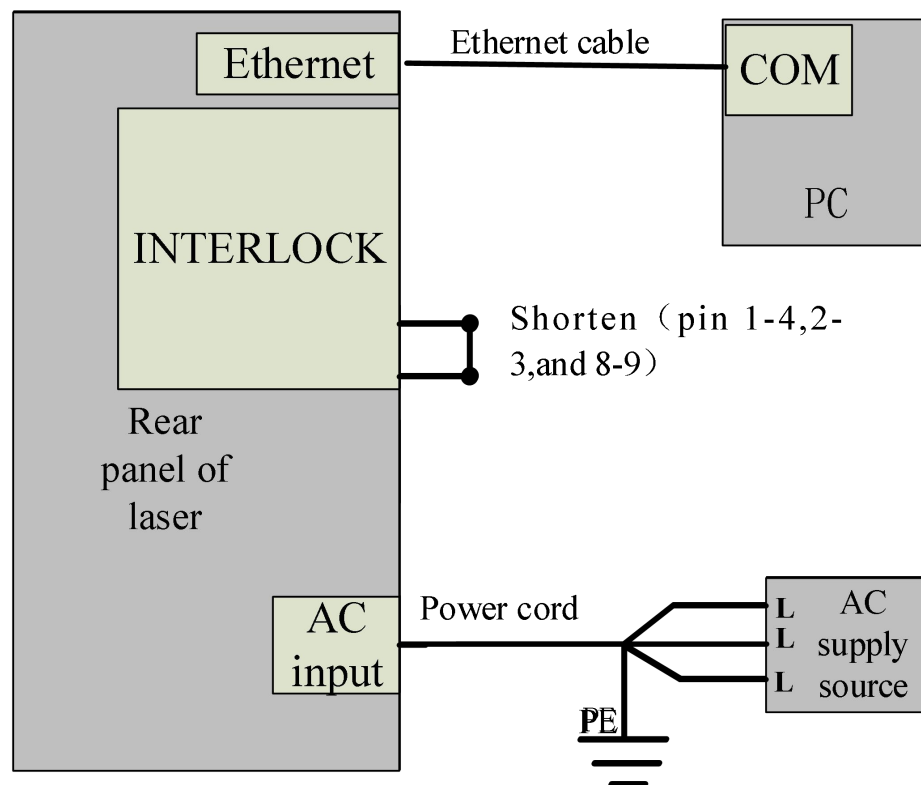 Ethernet
Ethernet cable
COM
PC
INTERLOCK
Shorten（pin 1-4,2-
3,and 8-9）
Rear
panel of
laser
AC
input
Power cord
L
L
L
AC
supply
source
PE